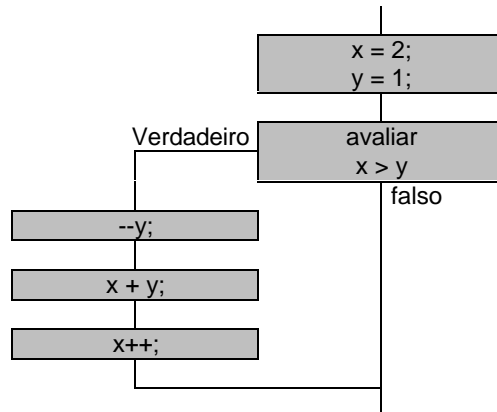 x = 2;
y = 1;
Verdadeiro
avaliar
x > y
falso
--y;
x + y;
x++;